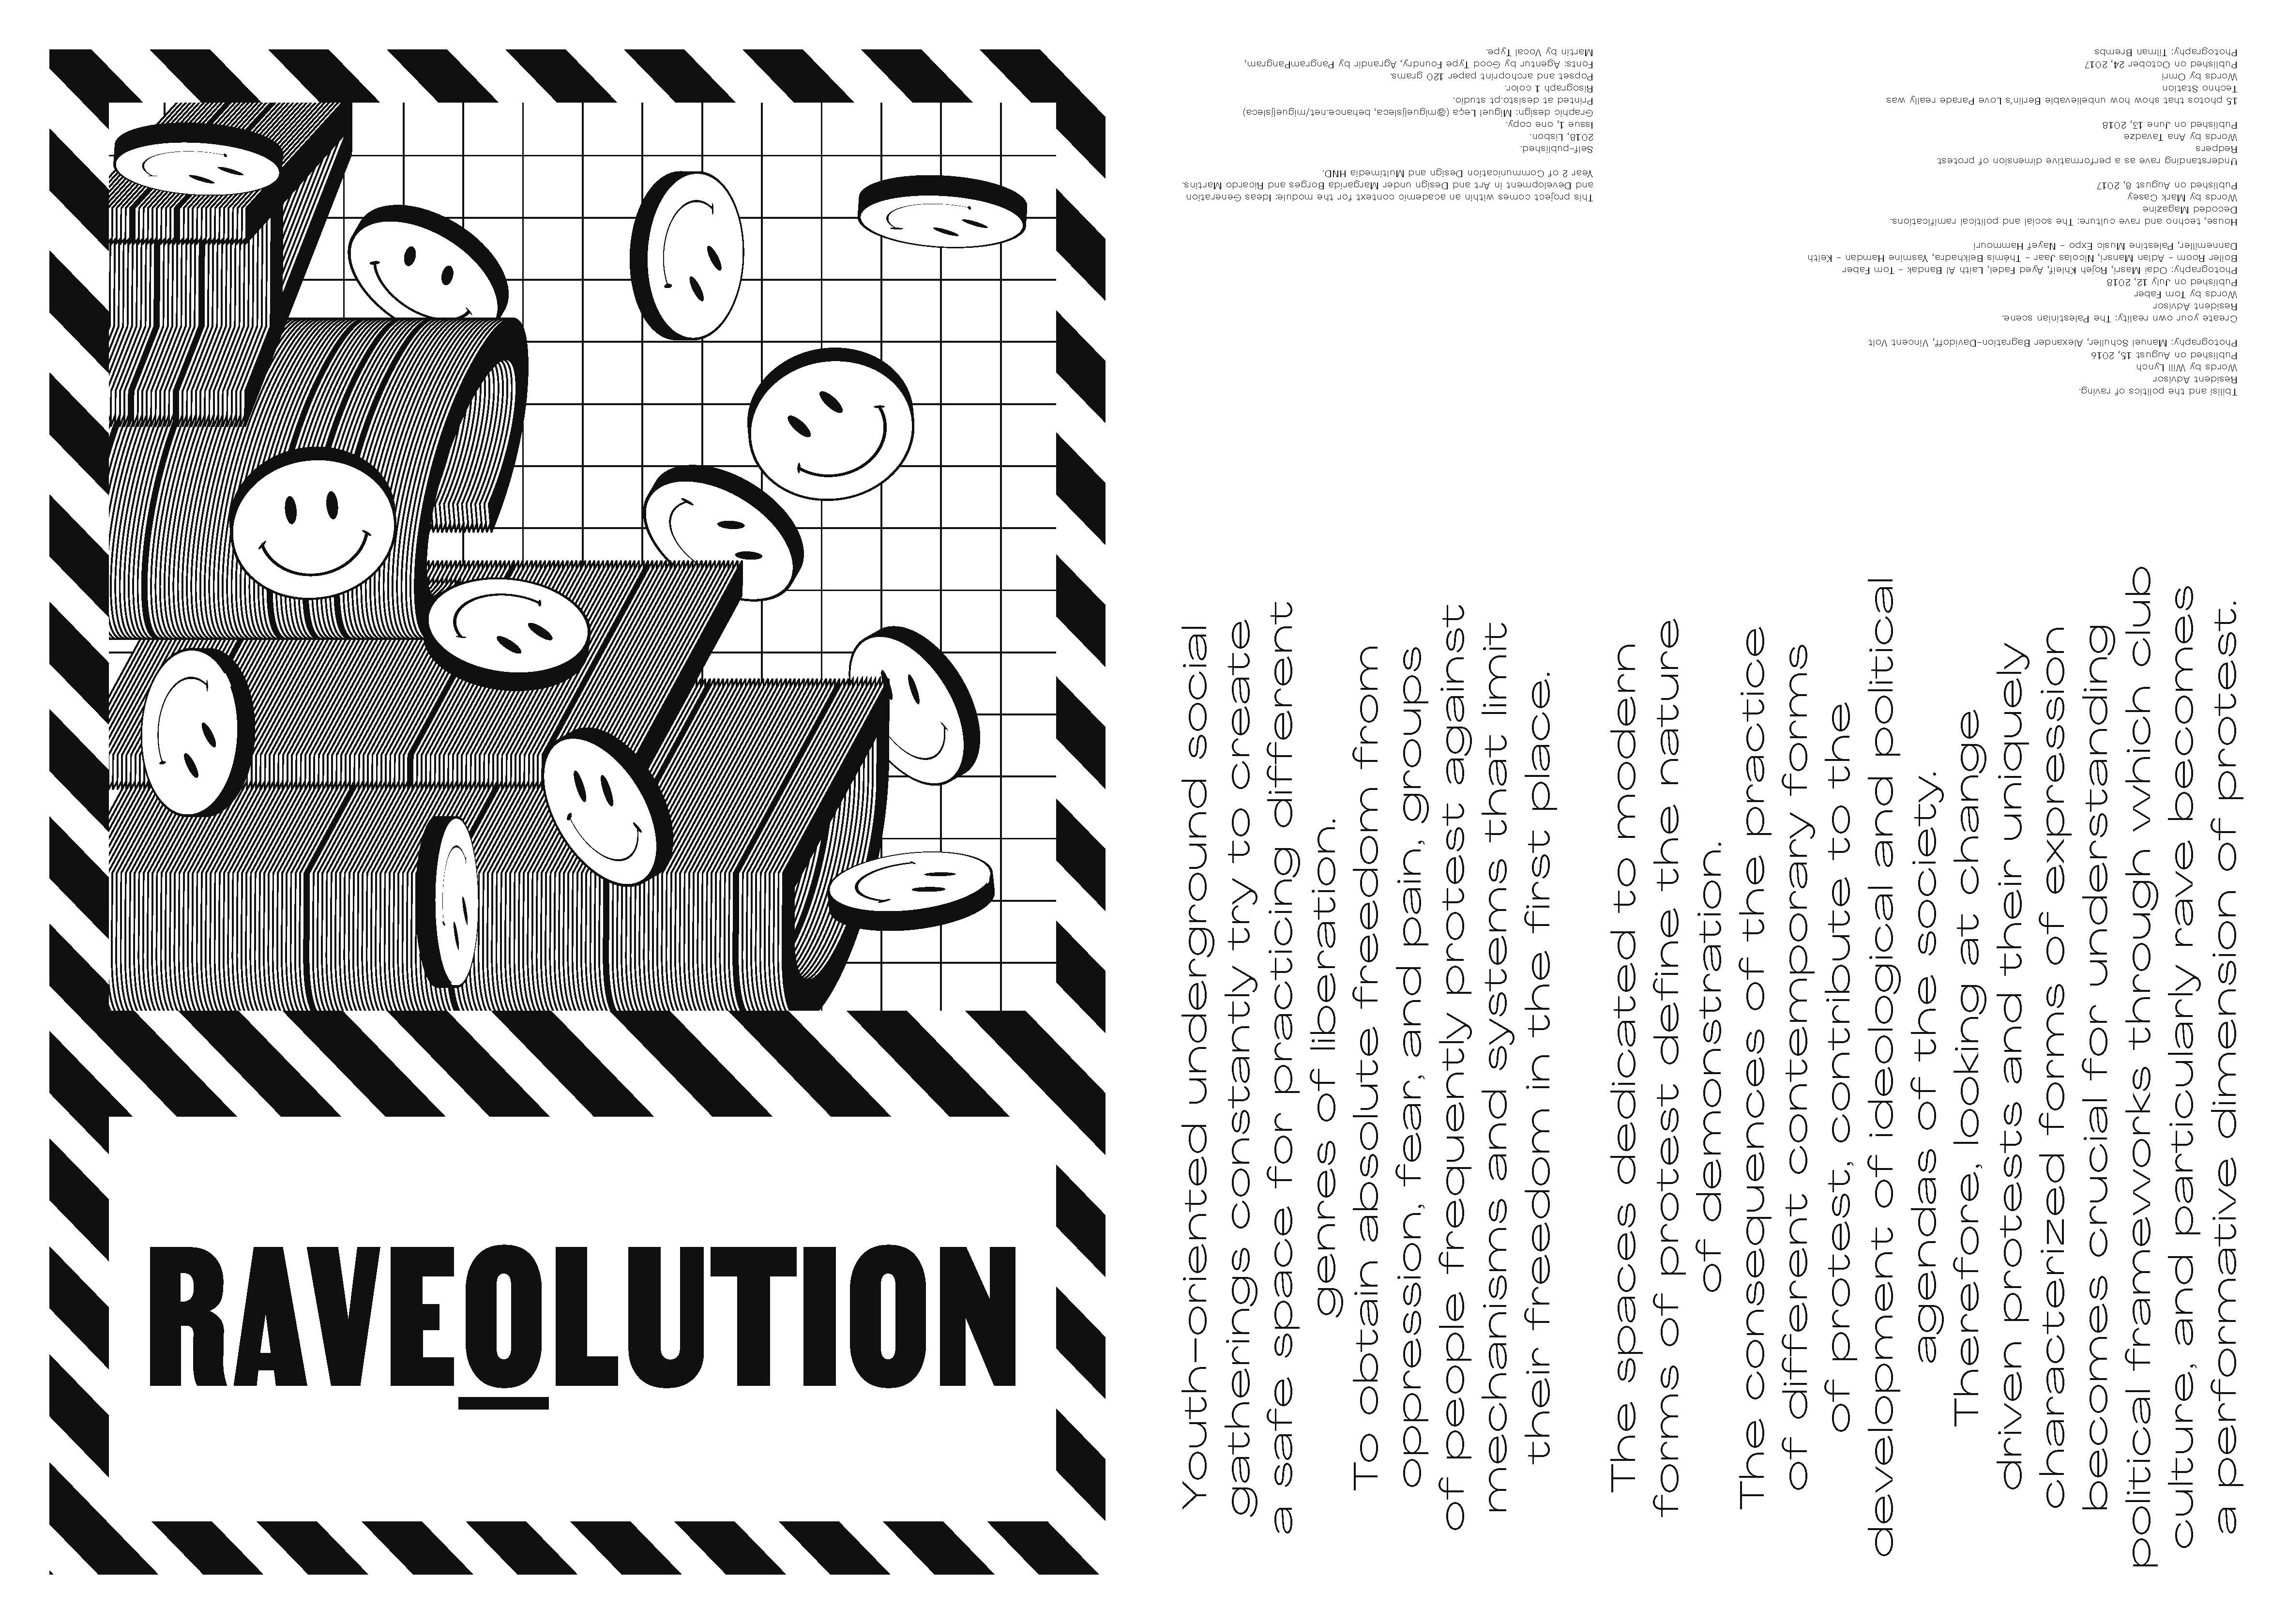 RAVEOLUTION
Youth-oriented underground social
gatherings constantly try to create
a safe space for practicing different
genres of liberation.
To obtain absolute freedom from
oppression, fear, and pain, groups
of people frequently protest against
mechanisms and systems that limit
their freedom in the first place.
The spaces dedicated to modern
forms of protest define the nature
of demonstration.
The consequences of the practice
of different contemporary forms
of protest, contribute to the
development of ideological and political
agendas of the society.
Therefore, looking at change
driven protests and their uniquely
characterized forms of expression
becomes crucial for understanding
political frameworks through which club
culture, and particularly rave becomes
a performative dimension of protest.
Tbilisi and the politics of raving.
Resident Advisor
Words by Will Lynch
Published on August 15, 2016
Photography: Manuel Schuller, Alexander Bagration-Davidoff, Vincent Voit
Create your own reality: The Palestinian scene.
Resident Advisor
Words by Tom Faber
Published on July 12, 2018
Photography: Odai Masri, Rojeh Khleif, Ayed Fadel, Laith Al Bandak - Tom Faber
Boiler Room - Adlan Mansri, Nicolas Jaar - Thémis Belkhadra, Yasmine Hamdan - Keith
Dannemiller, Palestine Music Expo - Nayef Hammouri
House, techno and rave culture: The social and political ramifications.
Decoded Magazine
Words by Mark Casey
Published on August 8, 2017
Understanding rave as a performative dimension of protest
Redpers
Words by Ana Tavadze
Published on June 13, 2018
15 photos that show how unbelievable Berlin's Love Parade really was
Techno Station
Words by Omri
Published on October 24, 2017
Photography: Tilman Brembs
This project comes within an academic context for the module: Ideas Generation
and Development in Art and Design under Margarida Borges and Ricardo Martins.
Year 2 of Communication Design and Multimedia HND.
Self-published.
2018, Lisbon.
Issue 1, one copy.
Graphic design: Miguel Leça (@migueljsleca, behance.net/migueljsleca)
Printed at desisto.pt studio.
Risograph 1 color.
Popset and archoprint paper 120 grams.
Fonts: Agentur by Good Type Foundry, Agrandir by PangramPangram,
Martin by Vocal Type.